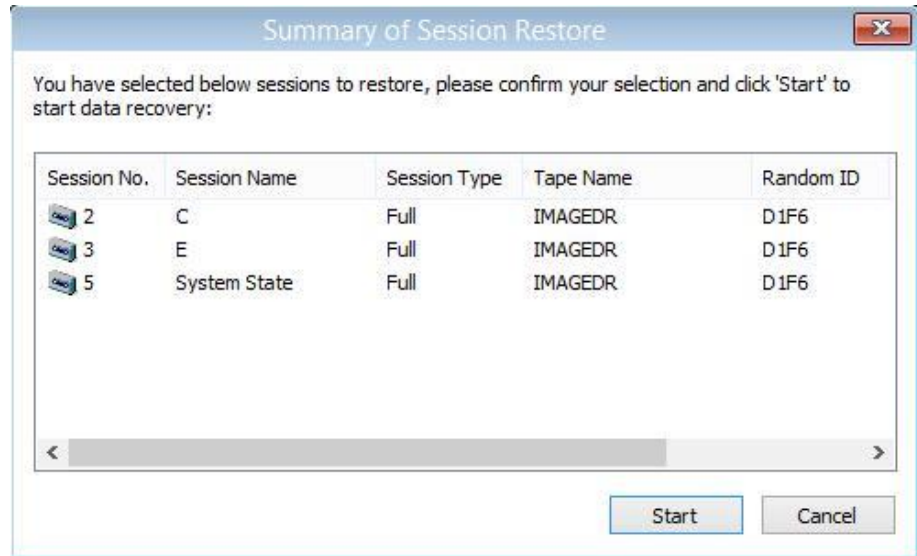 Summary of Session Restore
You have selected below sessions to restore, please confirm your selection and click 'Start' to
start data recovery:
Session No. Session Name Session Type Tape Name Random ID
2 C Full IMAGEDR D1F6
3 E Full IMAGEDR D1F6
5 System State Full IMAGEDR D1F6
Start Cancel